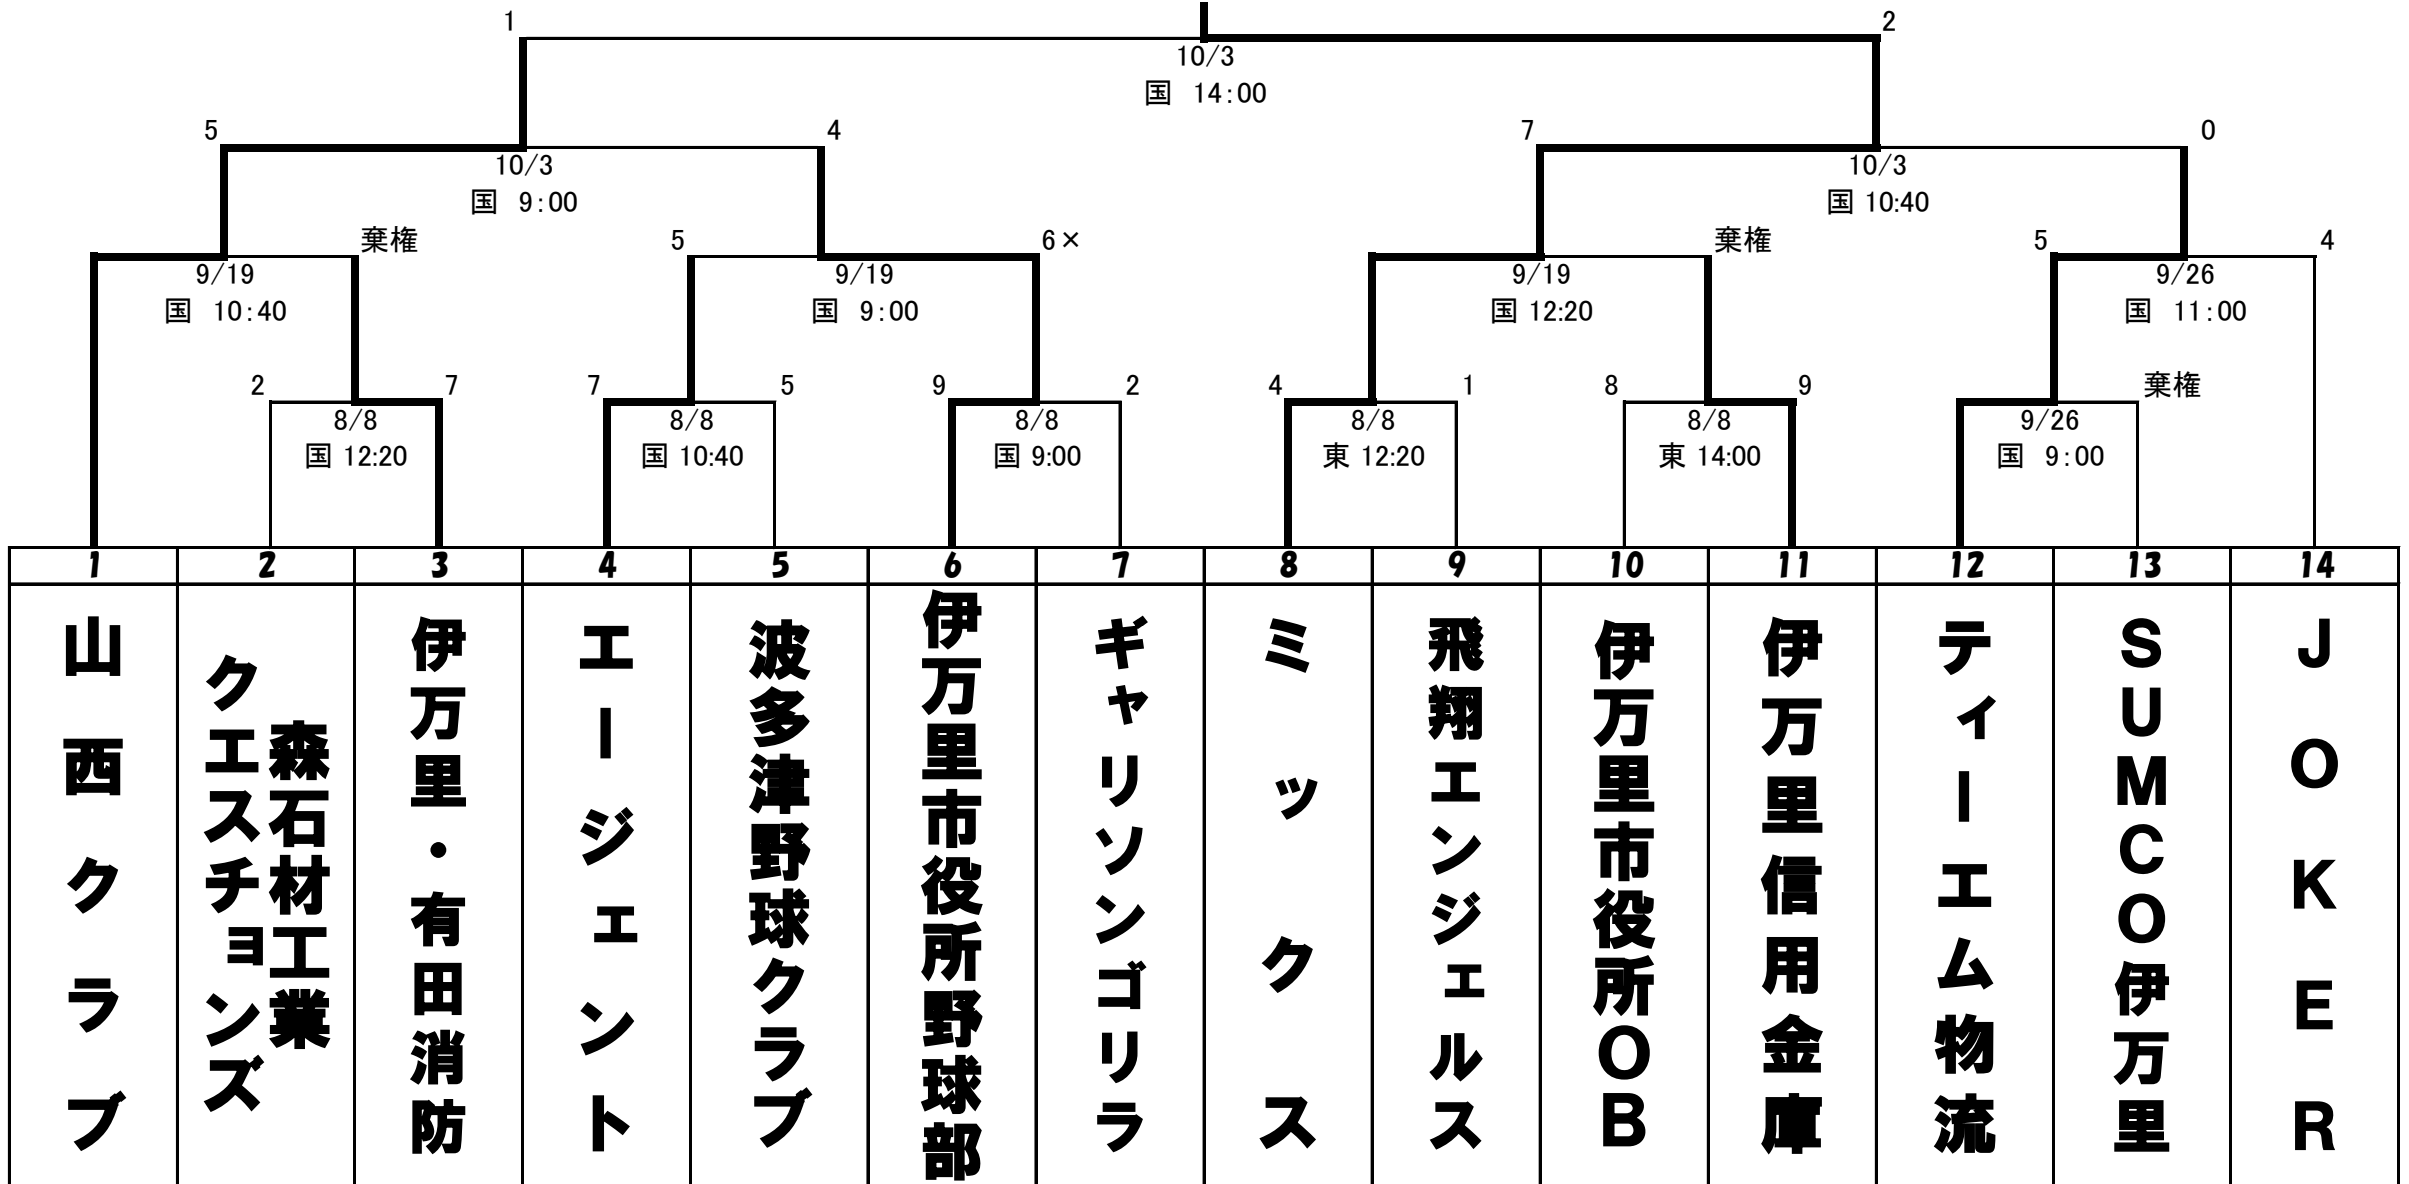 1 2
10/3
国 14:00
5 4 7 0
10/3 10/3
国 9:00 国 10:40
棄権 5 6× 棄権 5 4
9/19 9/19 9/19 9/26
国 10:40 国 9:00 国 12:20 国 11:00
2 7 7 5 9 2 4 1 8 9 棄権
8/8 8/8 8/8 8/8 8/8 9/26
国 12:20 国 10:40 国 9:00 東 12:20 東 14:00 国 9:00
1 2 3 4 5 6 7 8 9 10 11 12 13 14
山西クラブ
森石材工業
クエスチョンズ
伊万里・有田消防
エージェント
波多津野球クラブ
伊万里市役所野球部
ギャリソンゴリラ
ミックス
飛翔エンジェルス
伊万里市役所OB
伊万里信用金庫
ティーエム物流
SUMCO伊万里
JOKER